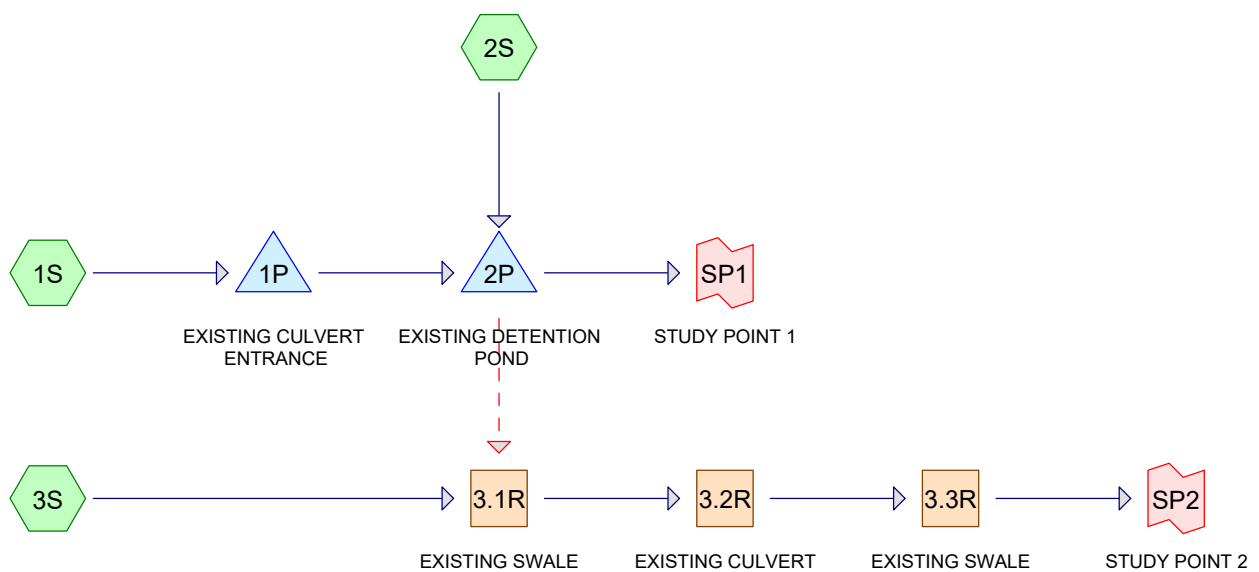 2S
1S
1P
2P
SP1
EXISTING CULVERT
ENTRANCE
EXISTING DETENTION
POND
STUDY POINT 1
3S
3.1R
3.2R
3.3R
SP2
EXISTING SWALE
EXISTING CULVERT
EXISTING SWALE
STUDY POINT 2